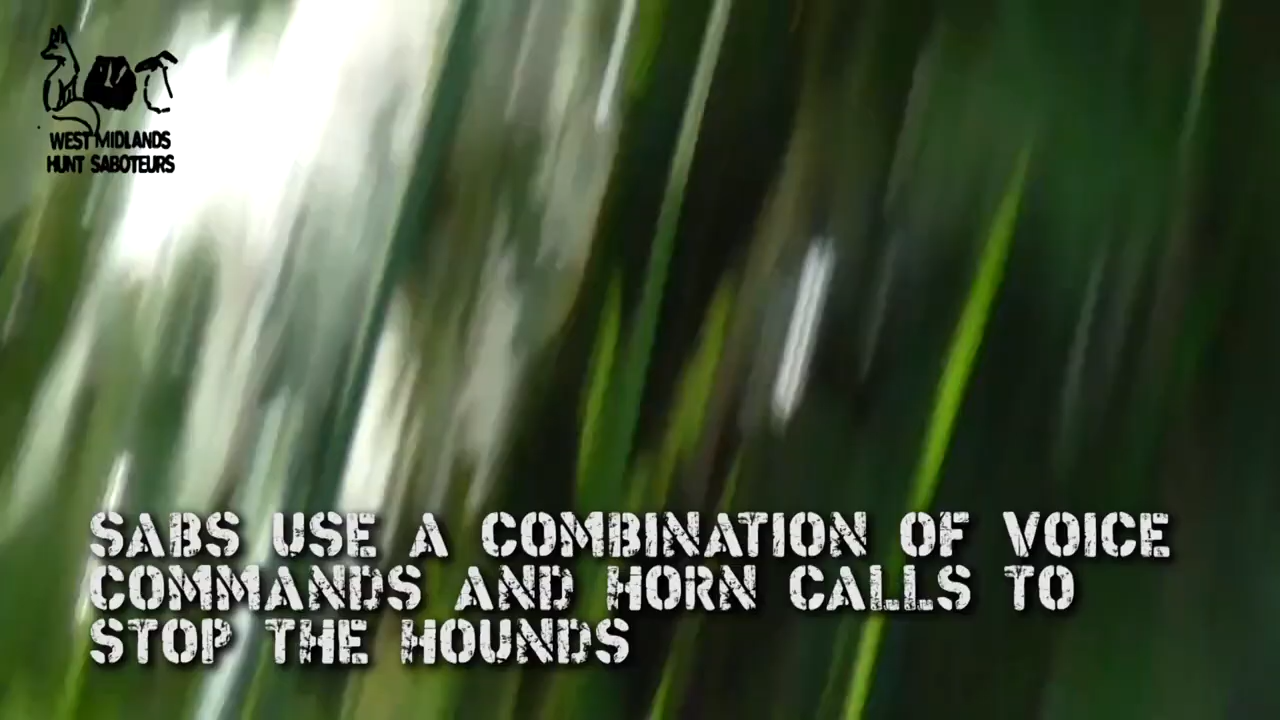 WEST MIDLANDS
HUNT SABOTEURS
SABS USE A COMBINATION OF VOICE
COMMANDS AND HORN CALLS TO
STOP THE HOUNDS